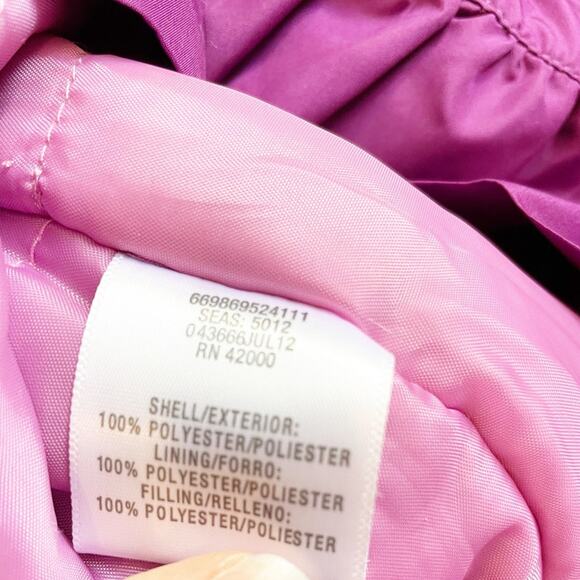 669869524111
SEAS: 5012
043666JUL12
RN 42000
SHELL/EXTERIOR:
100% POLYESTER/POLIESTER
LINING/FORRO:
100% POLYESTER/POLIESTER
FILLING/RELLENO:
100% POLYESTER/POLIESTER